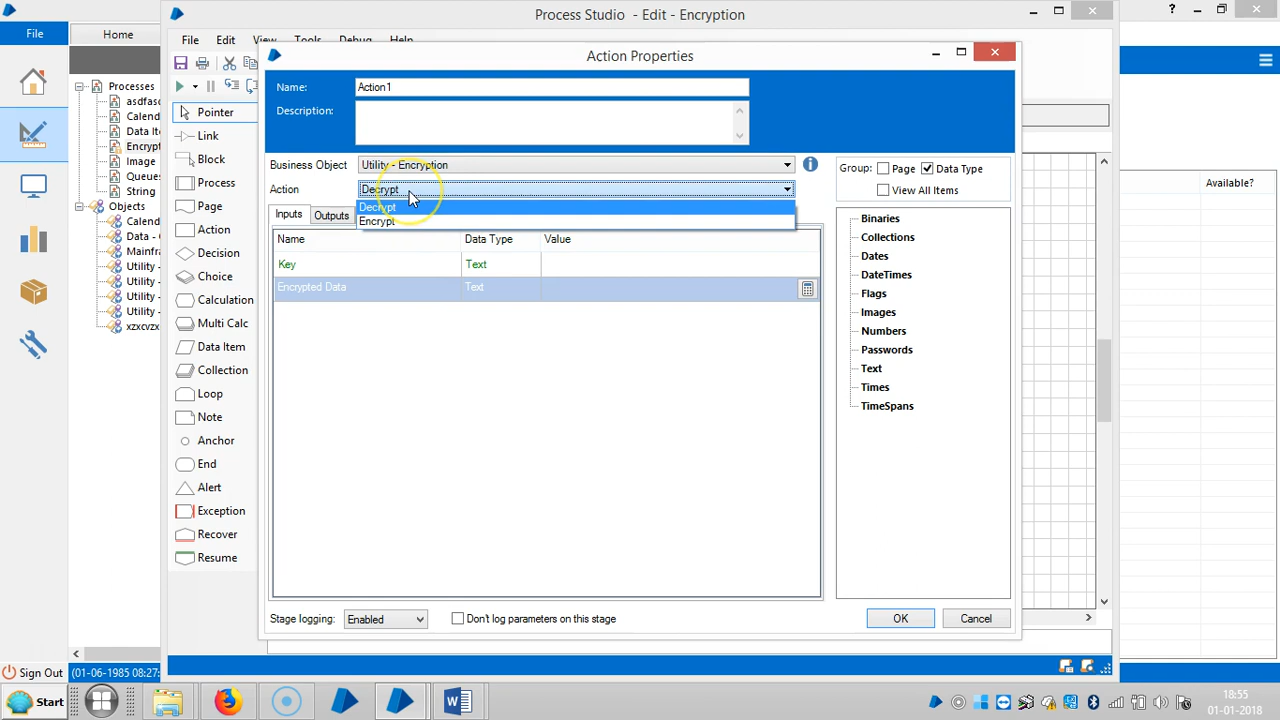 Process Studio - Edit - Encryption
File
Home
File Edit View Tools Debug Help
Action Properties
Name:
Action1
Description:
Business Object
Utility - Encryption
Action
Decrypt
Decrypt
Encrypt
Inputs
Outputs
Name
Data Type
Value
Key
Text
Encrypted Data
Text
Group:
Page
Data Type
View All Items
Binaries
Collections
Dates
DateTimes
Flags
Images
Numbers
Passwords
Text
Times
TimeSpans
Stage logging:
Enabled
Don't log parameters on this stage
OK
Cancel
Processes
asdfasc
Calend
Data Ite
Encrypt
Image
Queues
String
Objects
Calend
Data - C
Mainfra
Utility -
Utility -
Utility -
Utility -
xzxcvzx
Pointer
Link
Block
Process
Page
Action
Decision
Choice
Calculation
Multi Calc
Data Item
Collection
Loop
Note
Anchor
End
Alert
Exception
Recover
Resume
Available?
Sign Out
(01-06-1985 08:27:
Start
18:55
01-01-2018